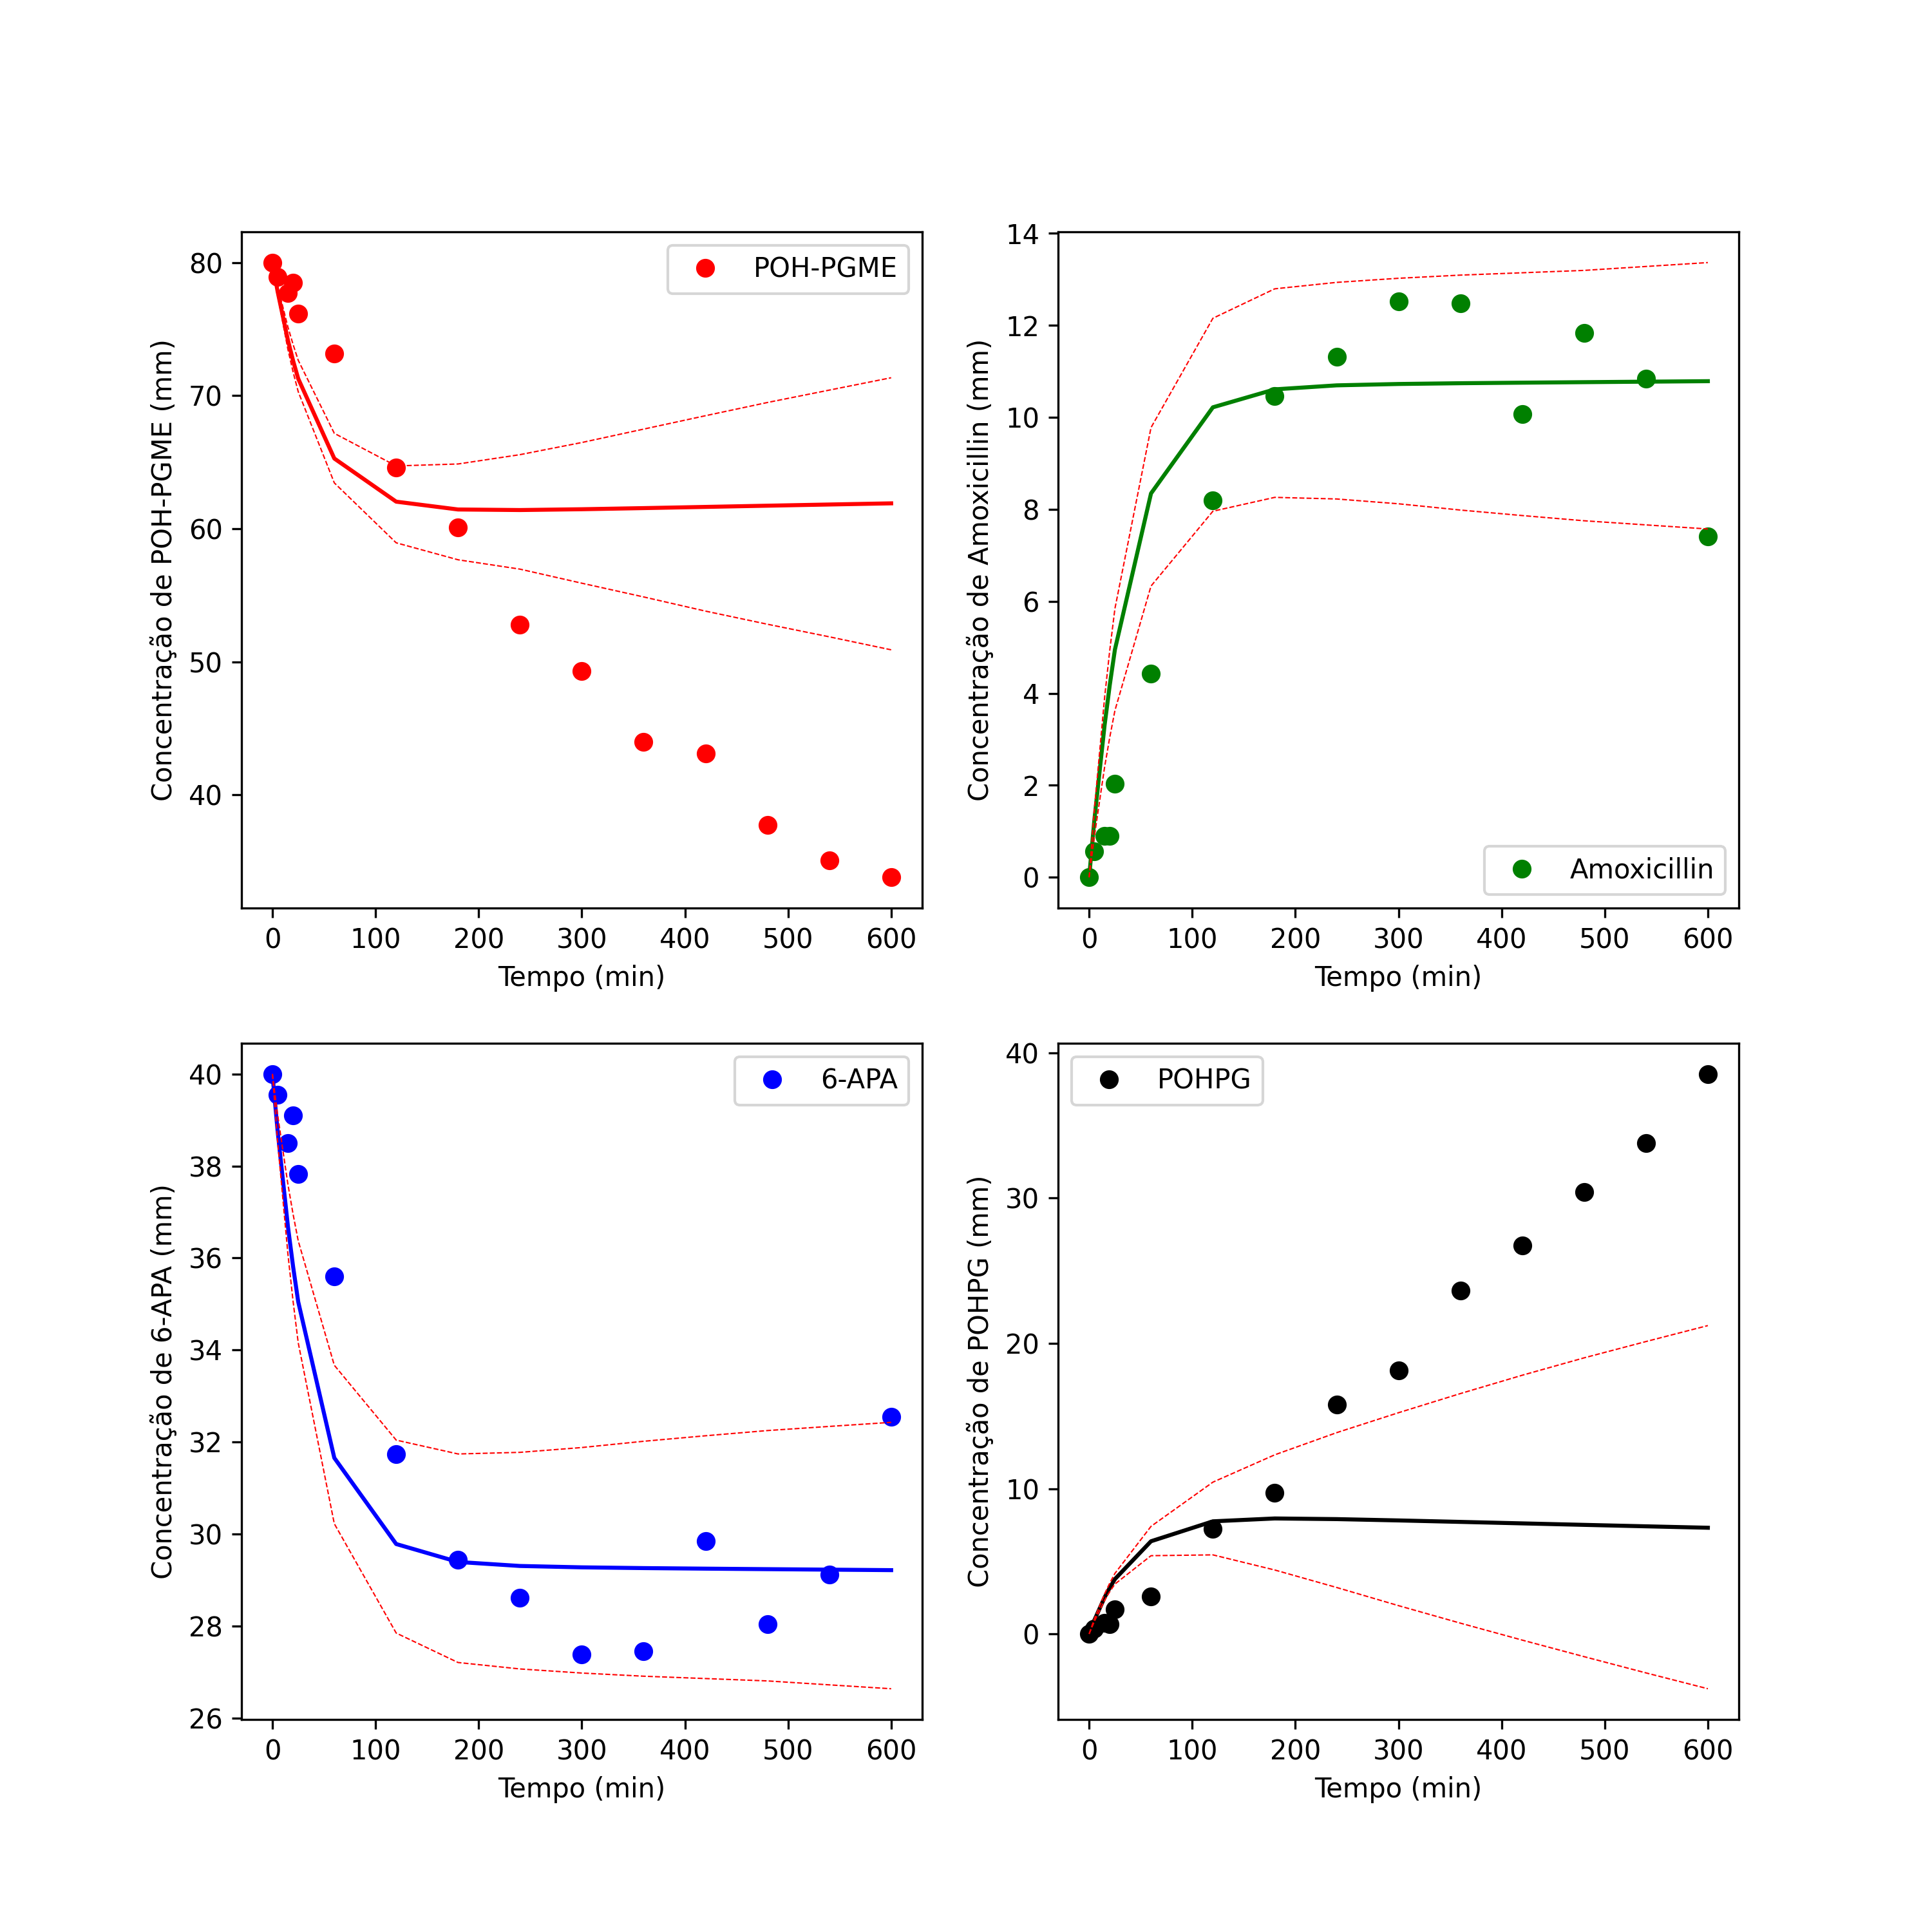 POH-PGME
Concentração de POH-PGME (mm)
80
70
60
50
40
0 100 200 300 400 500 600
Tempo (min)
Amoxicillin
Concentração de Amoxicillin (mm)
14
12
10
8
6
4
2
0
0 100 200 300 400 500 600
Tempo (min)
6-APA
Concentração de 6-APA (mm)
40
38
36
34
32
30
28
26
0 100 200 300 400 500 600
Tempo (min)
POHPG
Concentração de POHPG (mm)
40
30
20
10
0
0 100 200 300 400 500 600
Tempo (min)